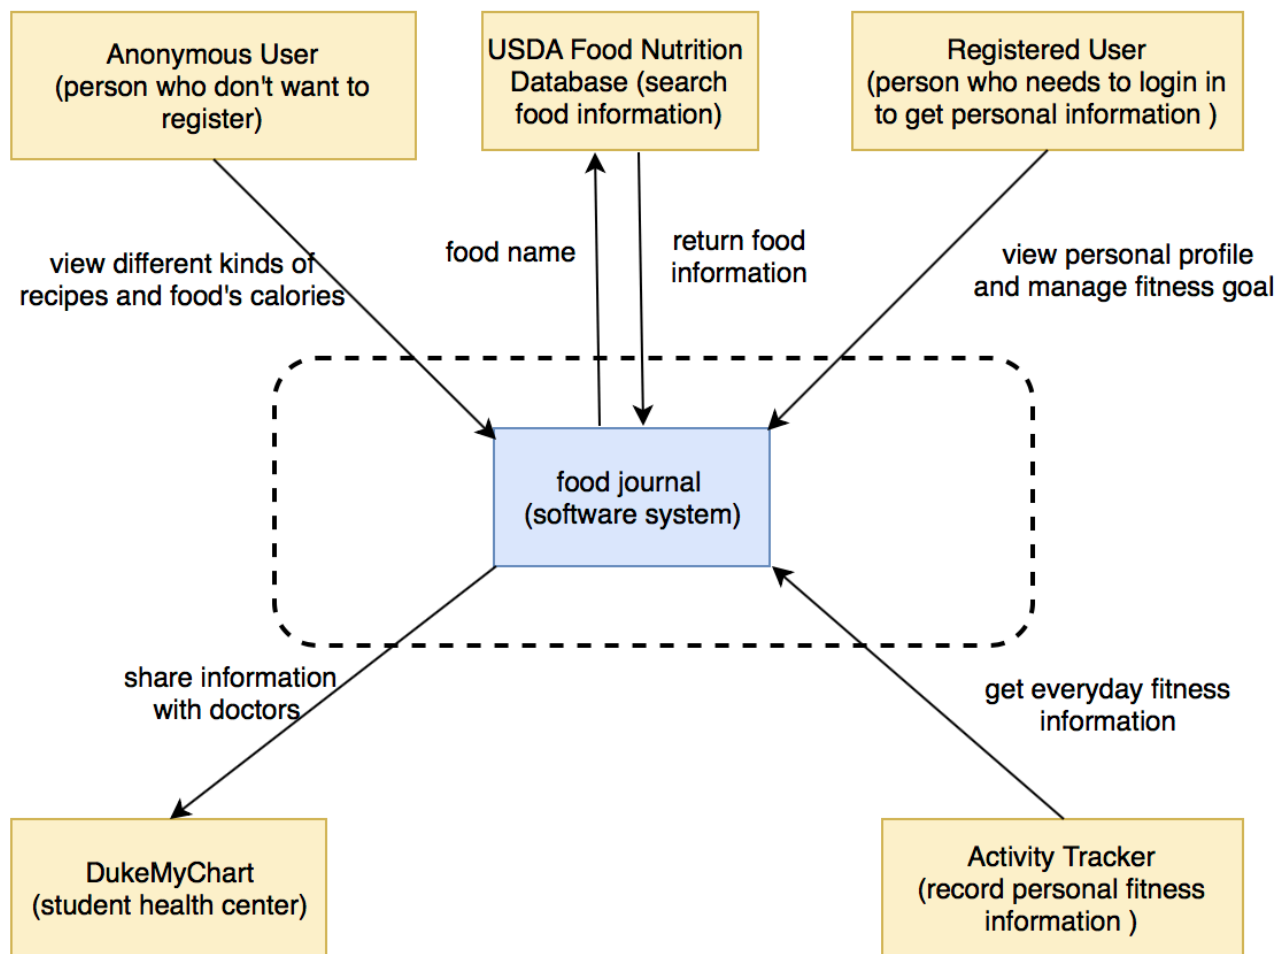 Anonymous User
(person who don't want to
register)
USDA Food Nutrition
Database (search
food information)
Registered User
(person who needs to login in
to get personal information )
view different kinds of
recipes and food's calories
food name
return food
information
view personal profile
and manage fitness goal
food journal
(software system)
share information
with doctors
get everyday fitness
information
DukeMyChart
(student health center)
Activity Tracker
(record personal fitness
information )